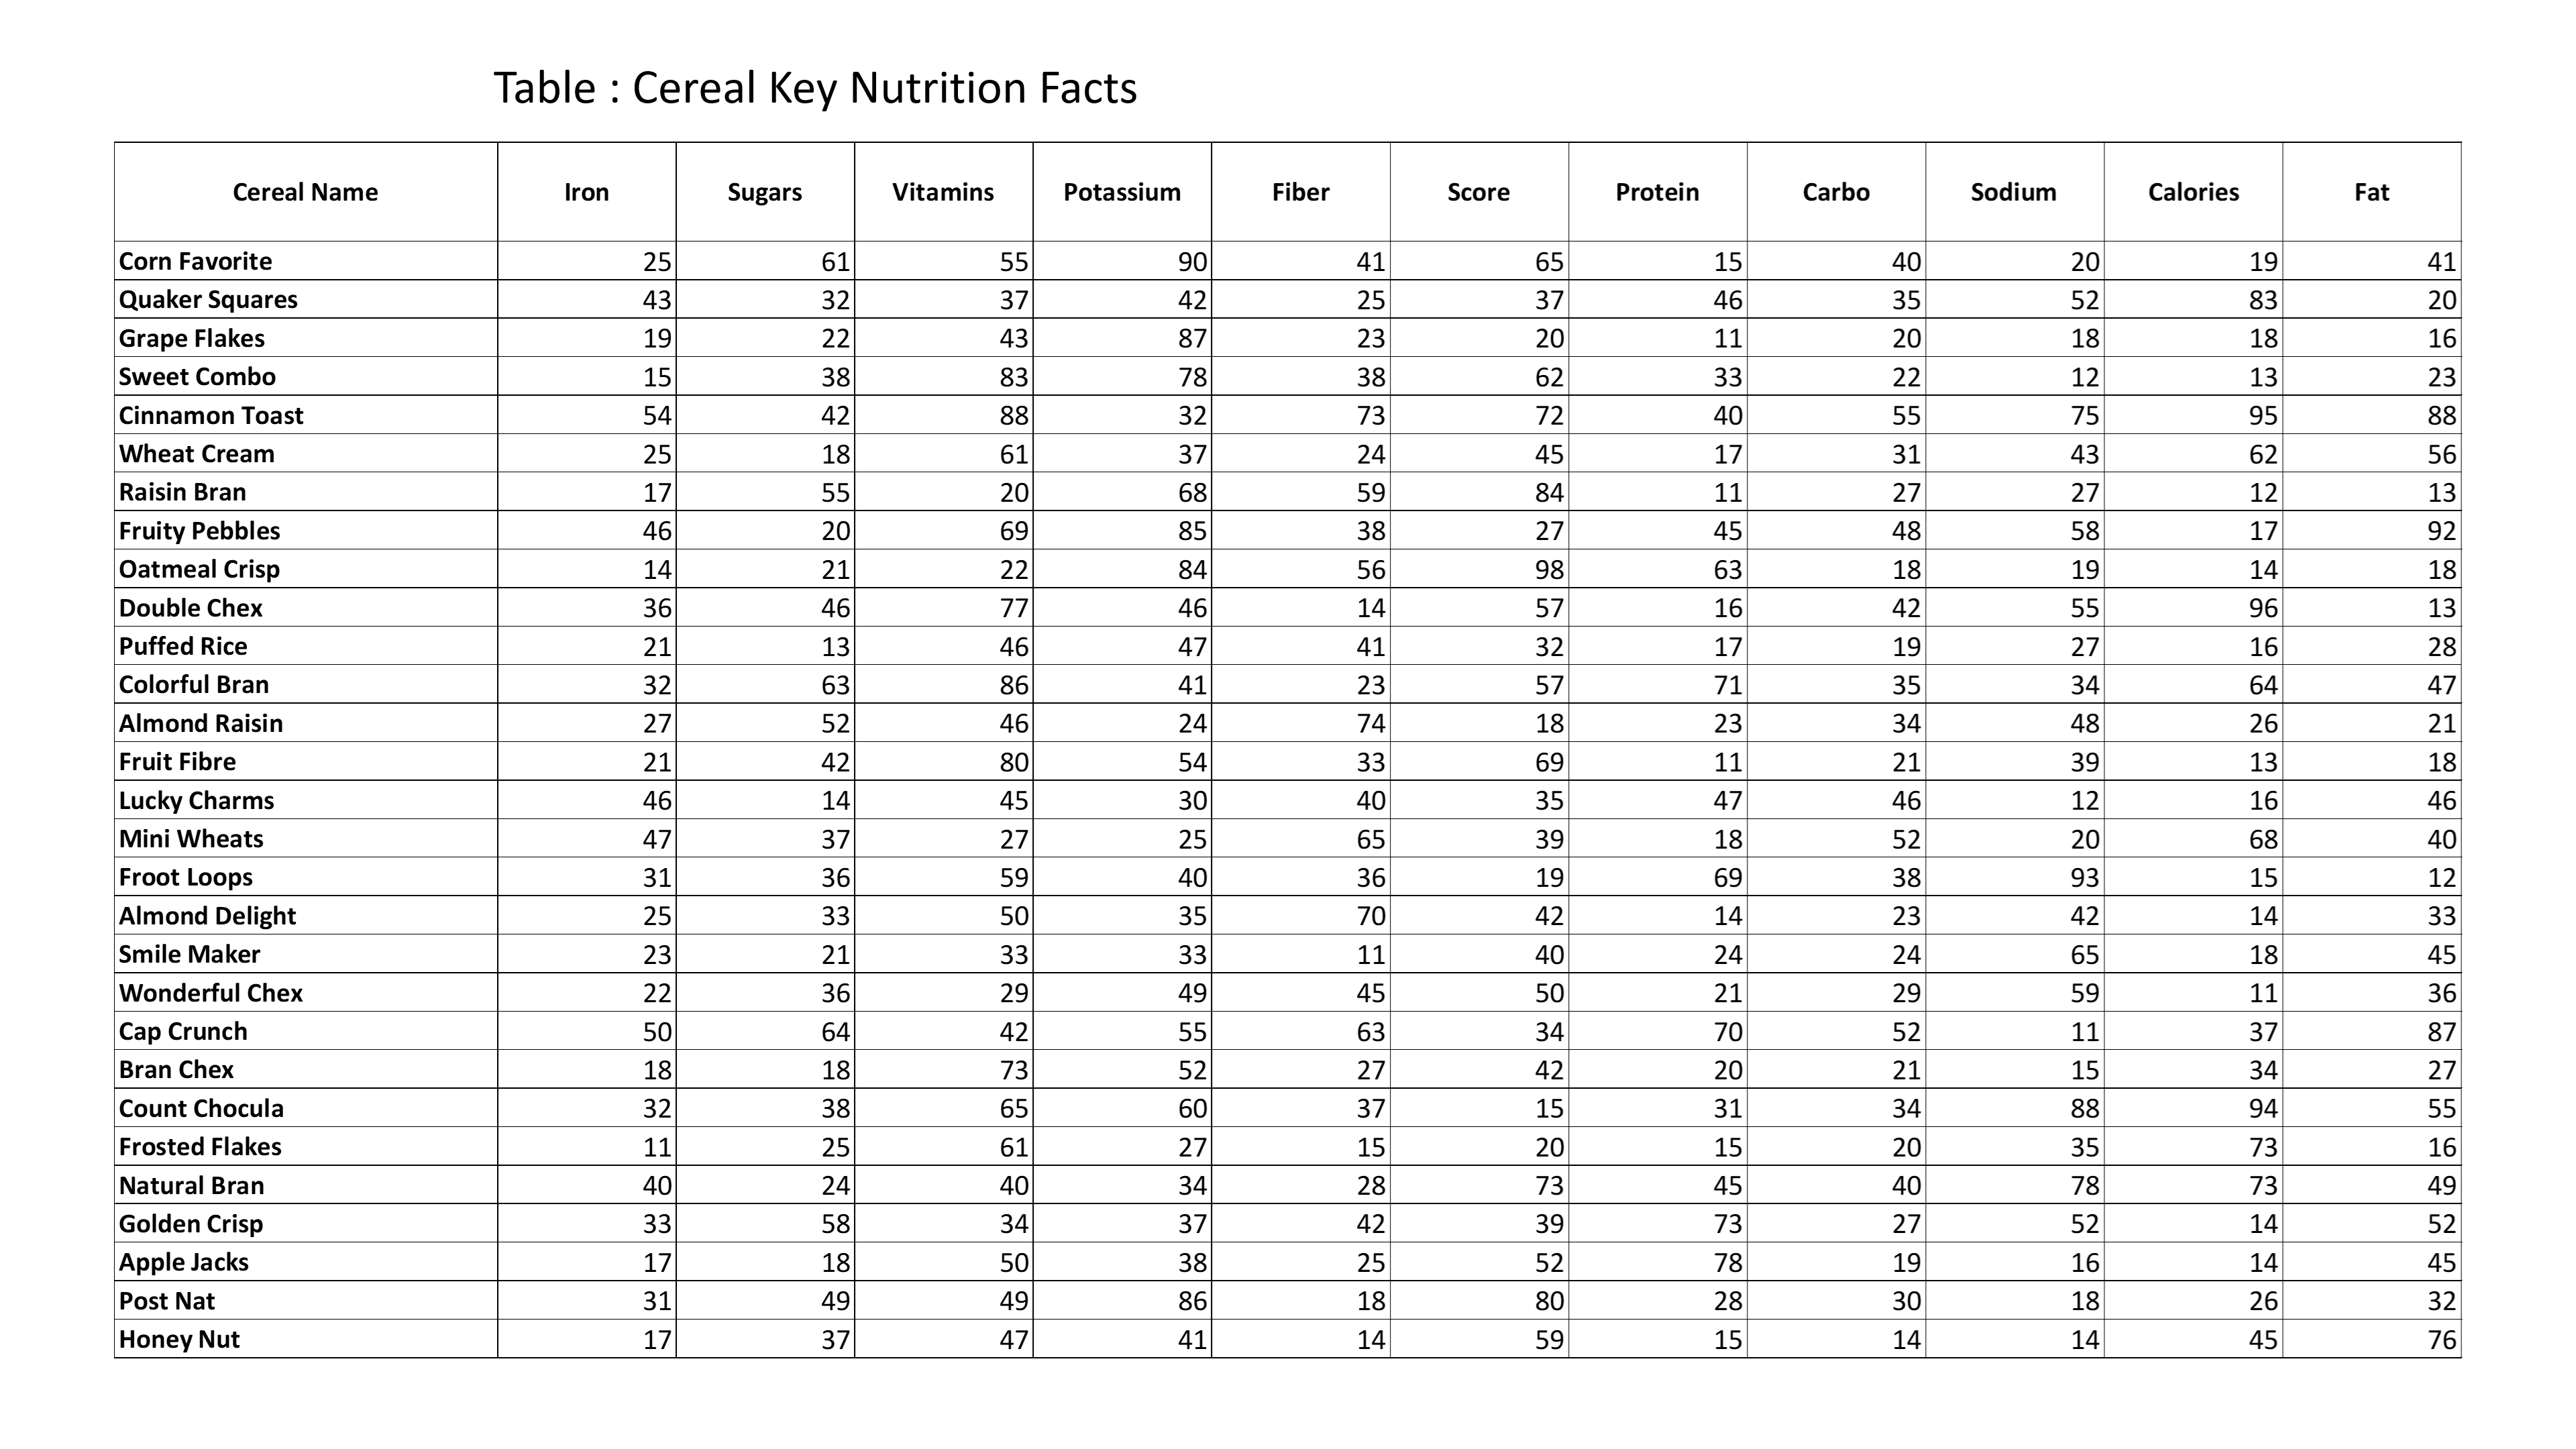 Table : Cereal Key Nutrition Facts
Cereal Name Iron Sugars Vitamins Potassium Fiber Score Protein Carbo Sodium Calories Fat
Corn Favorite 25 61 55 90 41 65 15 40 20 19 41
Quaker Squares 43 32 37 42 25 37 46 35 52 83 20
Grape Flakes 19 22 43 87 23 20 11 20 18 18 16
Sweet Combo 15 38 83 78 38 62 33 22 12 13 23
Cinnamon Toast 54 42 88 32 73 72 40 55 75 95 88
Wheat Cream 25 18 61 37 24 45 17 31 43 62 56
Raisin Bran 17 55 20 68 59 84 11 27 27 12 13
Fruity Pebbles 46 20 69 85 38 27 45 48 58 17 92
Oatmeal Crisp 14 21 22 84 56 98 63 18 19 14 18
Double Chex 36 46 77 46 14 57 16 42 55 96 13
Puffed Rice 21 13 46 47 41 32 17 19 27 16 28
Colorful Bran 32 63 86 41 23 57 71 35 34 64 47
Almond Raisin 27 52 46 24 74 18 23 34 48 26 21
Fruit Fibre 21 42 80 54 33 69 11 21 39 13 18
Lucky Charms 46 14 45 30 40 35 47 46 12 16 46
Mini Wheats 47 37 27 25 65 39 18 52 20 68 40
Froot Loops 31 36 59 40 36 19 69 38 93 15 12
Almond Delight 25 33 50 35 70 42 14 23 42 14 33
Smile Maker 23 21 33 33 11 40 24 24 65 18 45
Wonderful Chex 22 36 29 49 45 50 21 29 59 11 36
Cap Crunch 50 64 42 55 63 34 70 52 11 37 87
Bran Chex 18 18 73 52 27 42 20 21 15 34 27
Count Chocula 32 38 65 60 37 15 31 34 88 94 55
Frosted Flakes 11 25 61 27 15 20 15 20 35 73 16
Natural Bran 40 24 40 34 28 73 45 40 78 73 49
Golden Crisp 33 58 34 37 42 39 73 27 52 14 52
Apple Jacks 17 18 50 38 25 52 78 19 16 14 45
Post Nat 31 49 49 86 18 80 28 30 18 26 32
Honey Nut 17 37 47 41 14 59 15 14 14 45 76